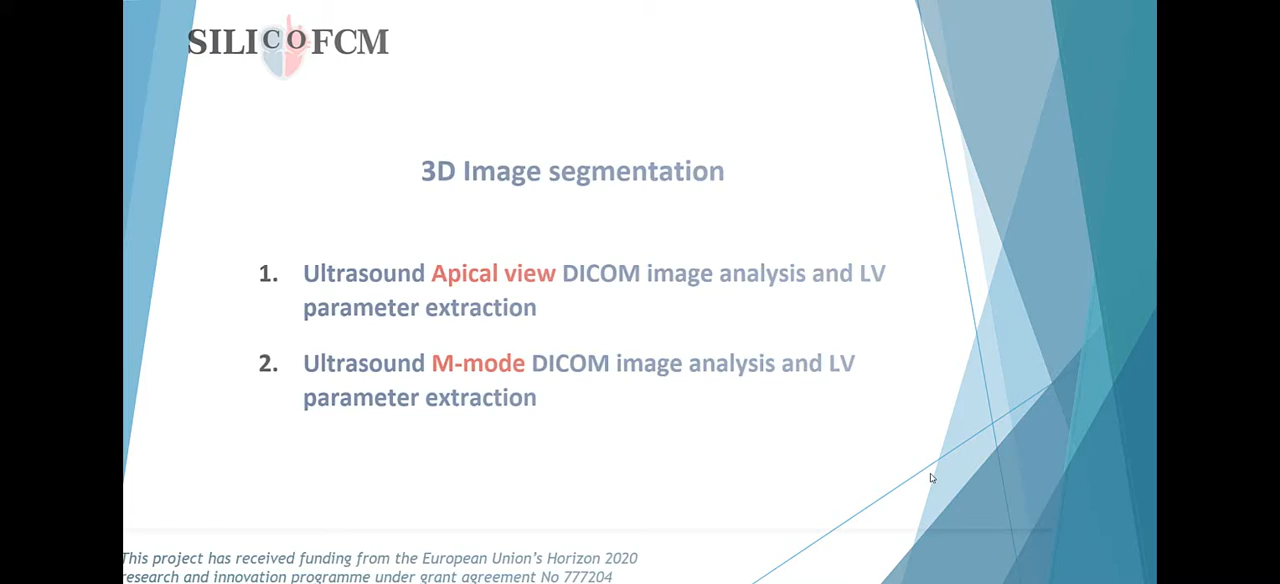 SILICOFCM
3D Image segmentation
1. Ultrasound Apical view DICOM image analysis and LV
parameter extraction
2. Ultrasound M-mode DICOM image analysis and LV
parameter extraction
This project has received funding from the European Union’s Horizon 2020
research and innovation programme under grant agreement No 777204